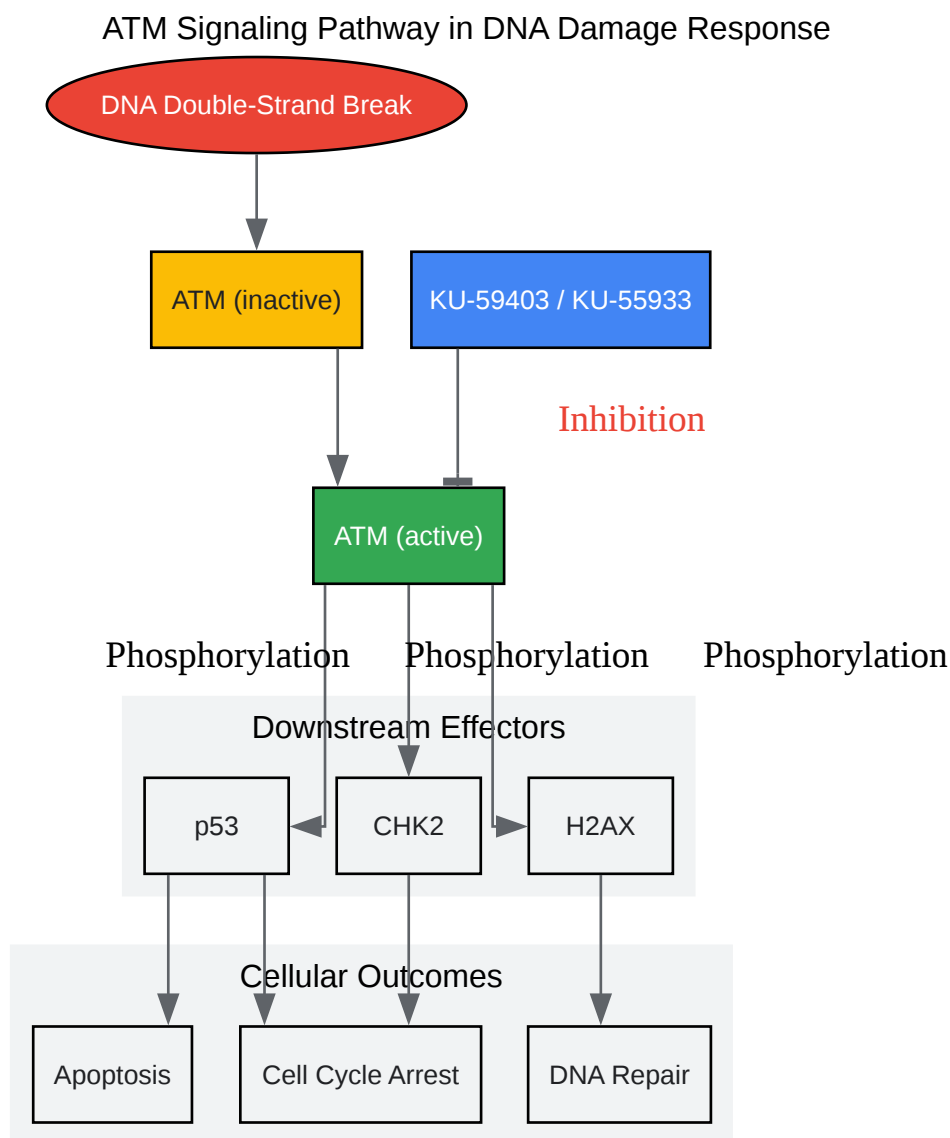 ATM Signaling Pathway in DNA Damage Response
DNA Double-Strand Break
ATM (inactive)
KU-59403 / KU-55933
Inhibition
ATM (active)
Phosphorylation
Phosphorylation
Phosphorylation
Downstream Effectors
p53
CHK2
H2AX
Cellular Outcomes
Apoptosis
Cell Cycle Arrest
DNA Repair